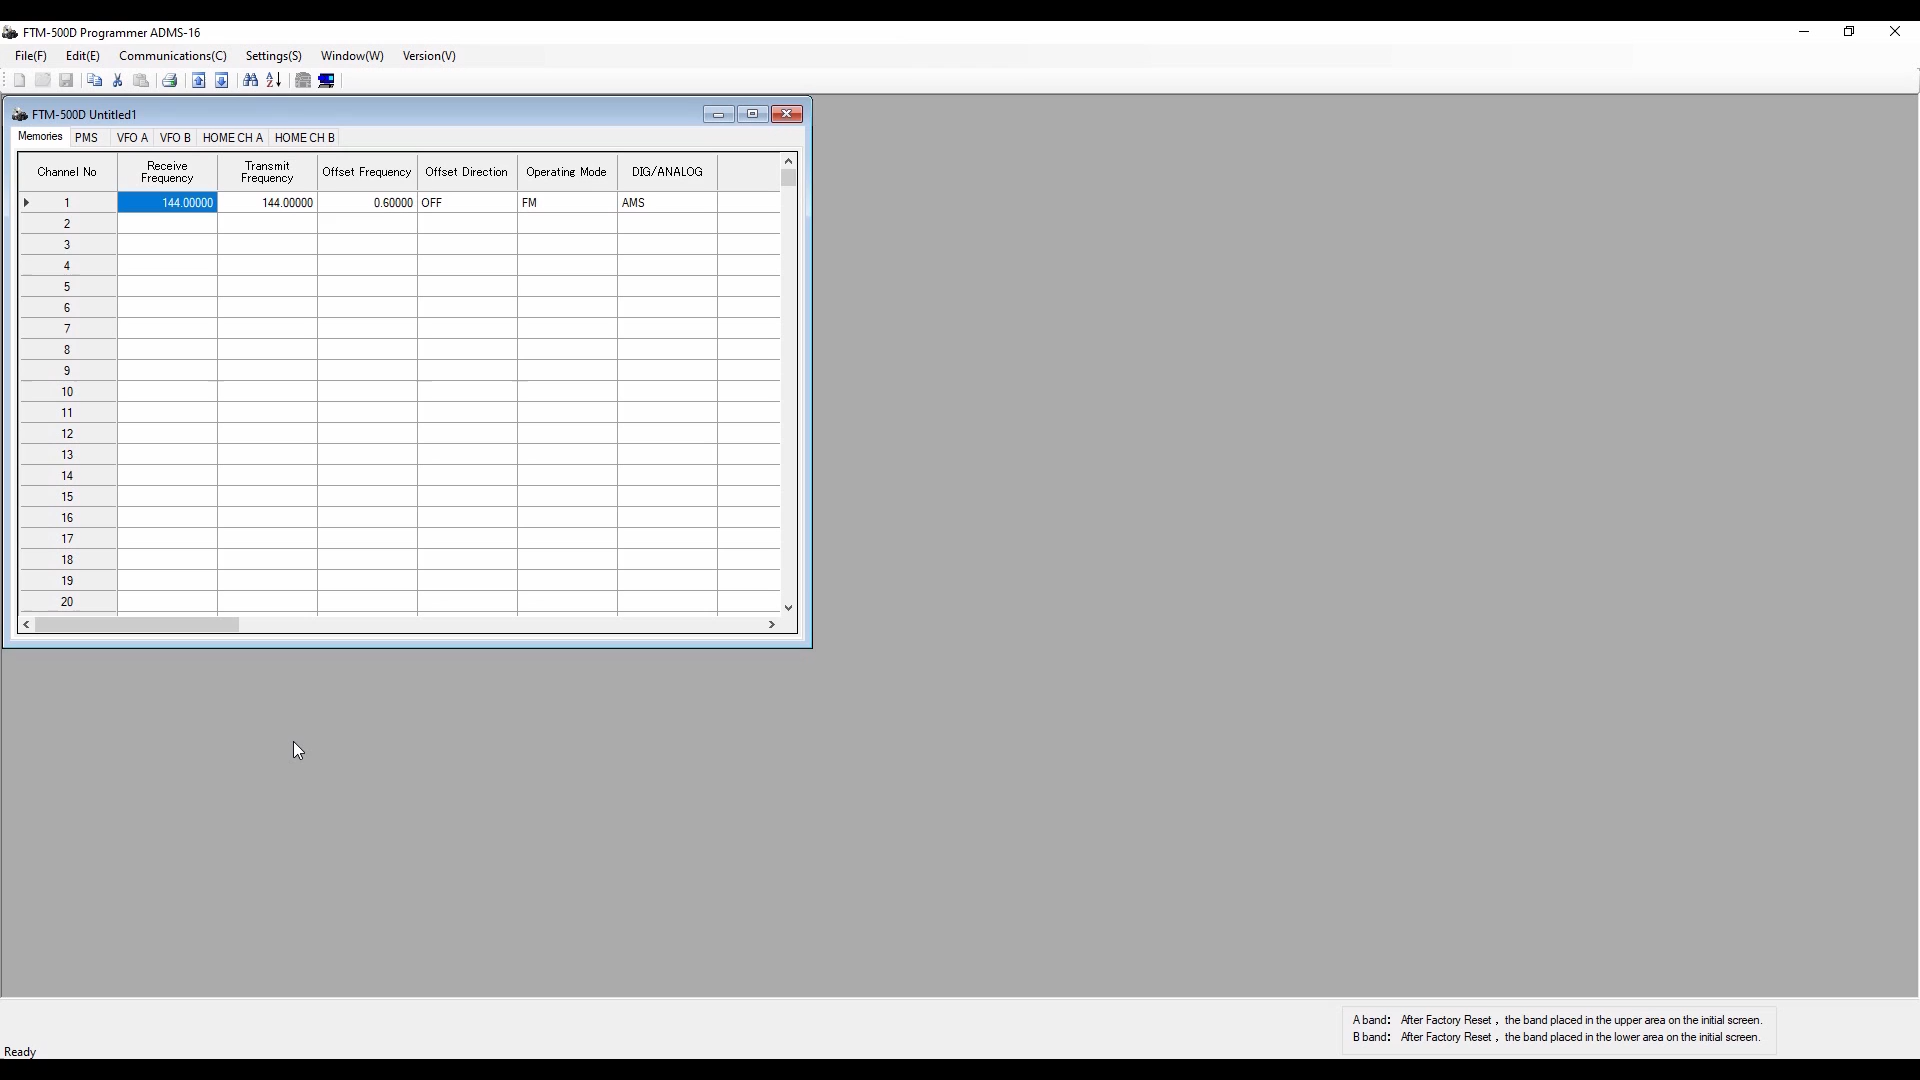 FTM-500D Programmer ADMS-16
File(F) Edit(E) Communications(C) Settings(S) Window(W) Version(V)
FTM-500D Untitled1
Memories PMS VFO A VFO B HOME CH A HOME CH B
Channel No Receive Frequency Transmit Frequency Offset Frequency Offset Direction Operating Mode DIG/ANALOG
1 144.00000 144.00000 0.60000 OFF FM AMS
2
3
4
5
6
7
8
9
10
11
12
13
14
15
16
17
18
19
20
A band: After Factory Reset , the band placed in the upper area on the initial screen.
B band: After Factory Reset , the band placed in the lower area on the initial screen.
Ready